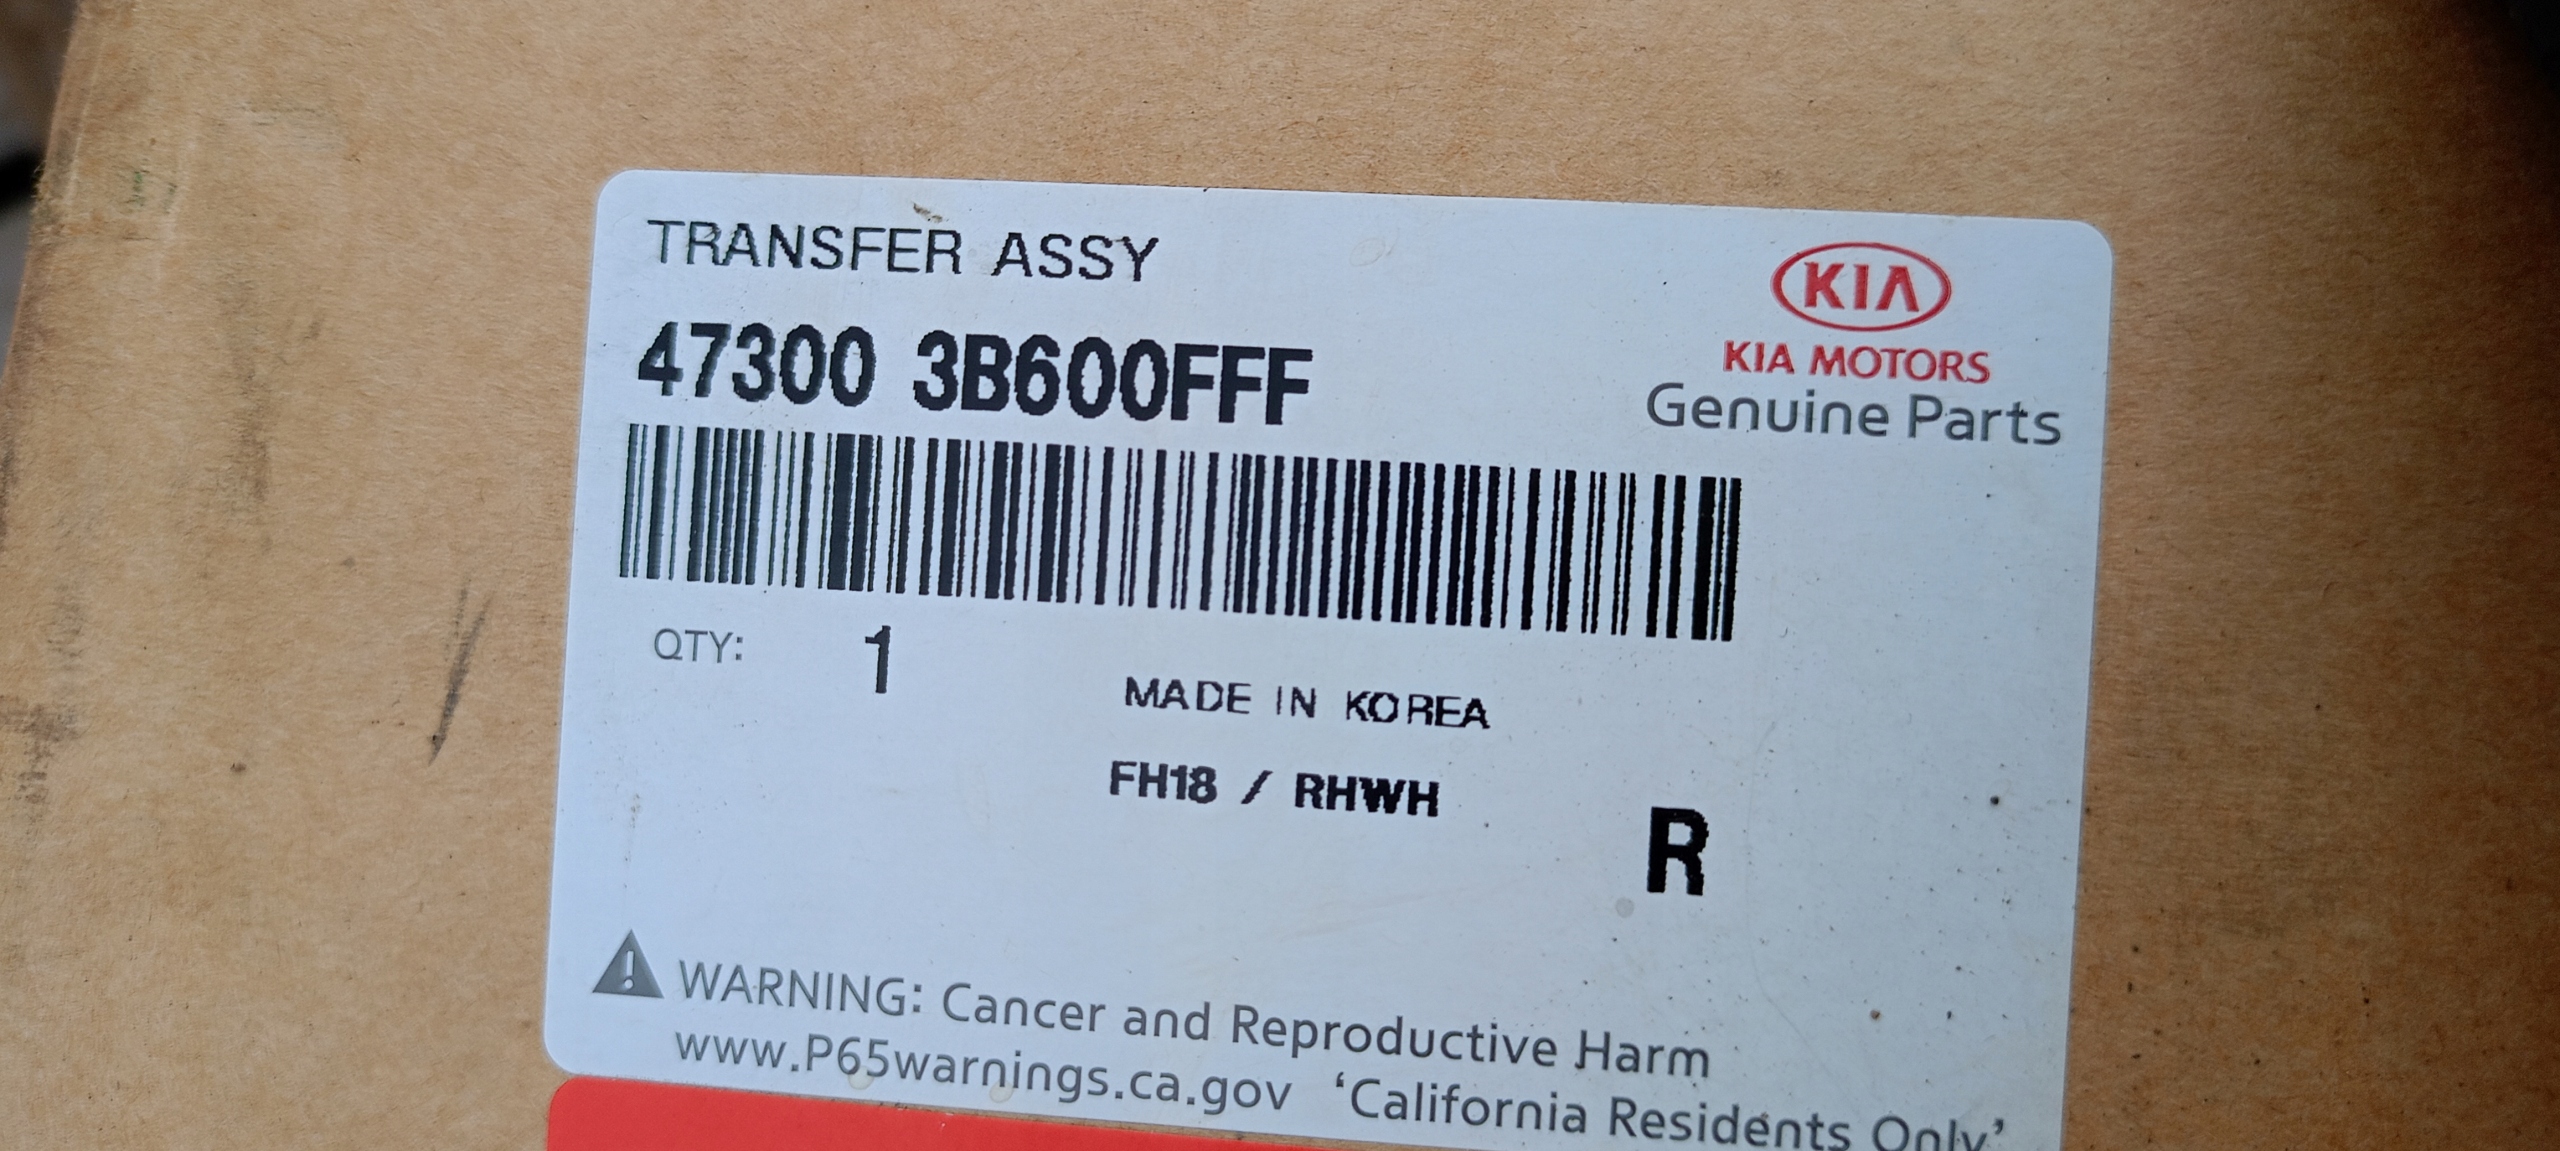 TRANSFER ASSY
47300 3B600FFF
KIA
KIA MOTORS
Genuine Parts
QTY: 1
MADE IN KOREA
FH18 / RHWH
R
WARNING: Cancer and Reproductive Harm
www.P65warnings.ca.gov 'California Residents Only'